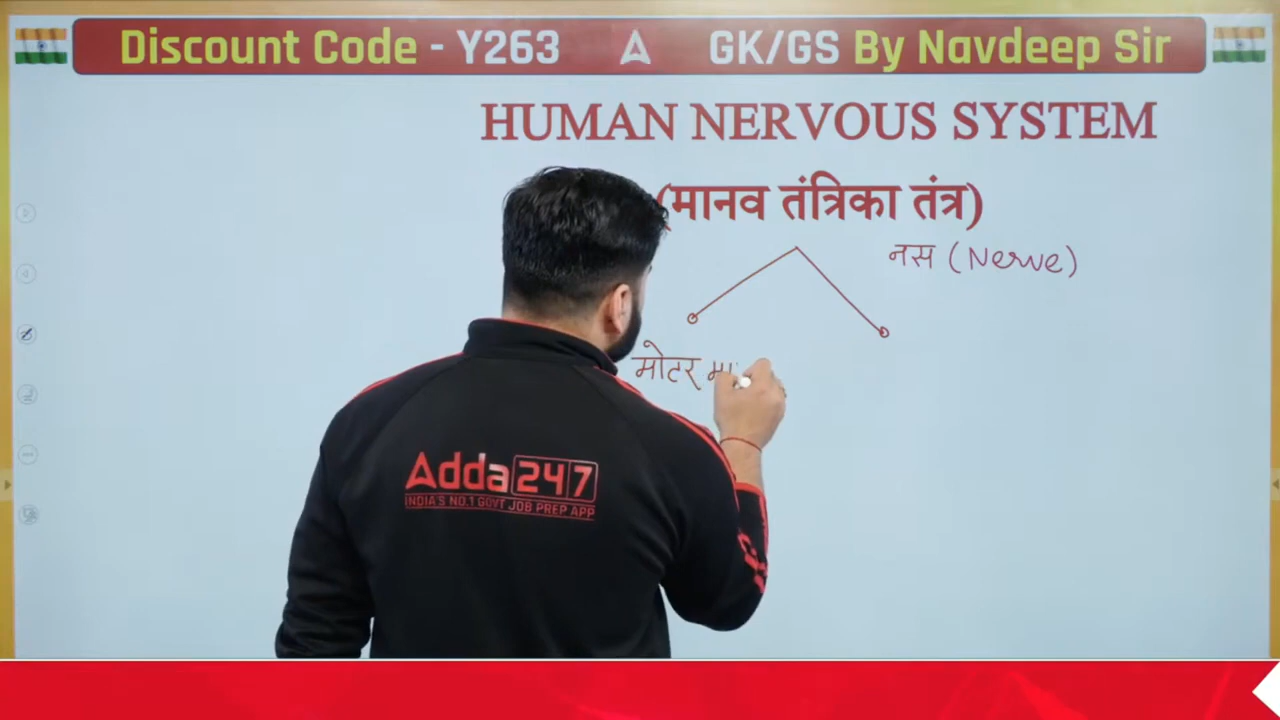 Discount Code - Y263 GK/GS By Navdeep Sir
HUMAN NERVOUS SYSTEM
(मानव तंत्रिका तंत्र)
नस (Nerve)
मोटर
Adda247
INDIA'S NO.1 GOVT JOB PREP APP